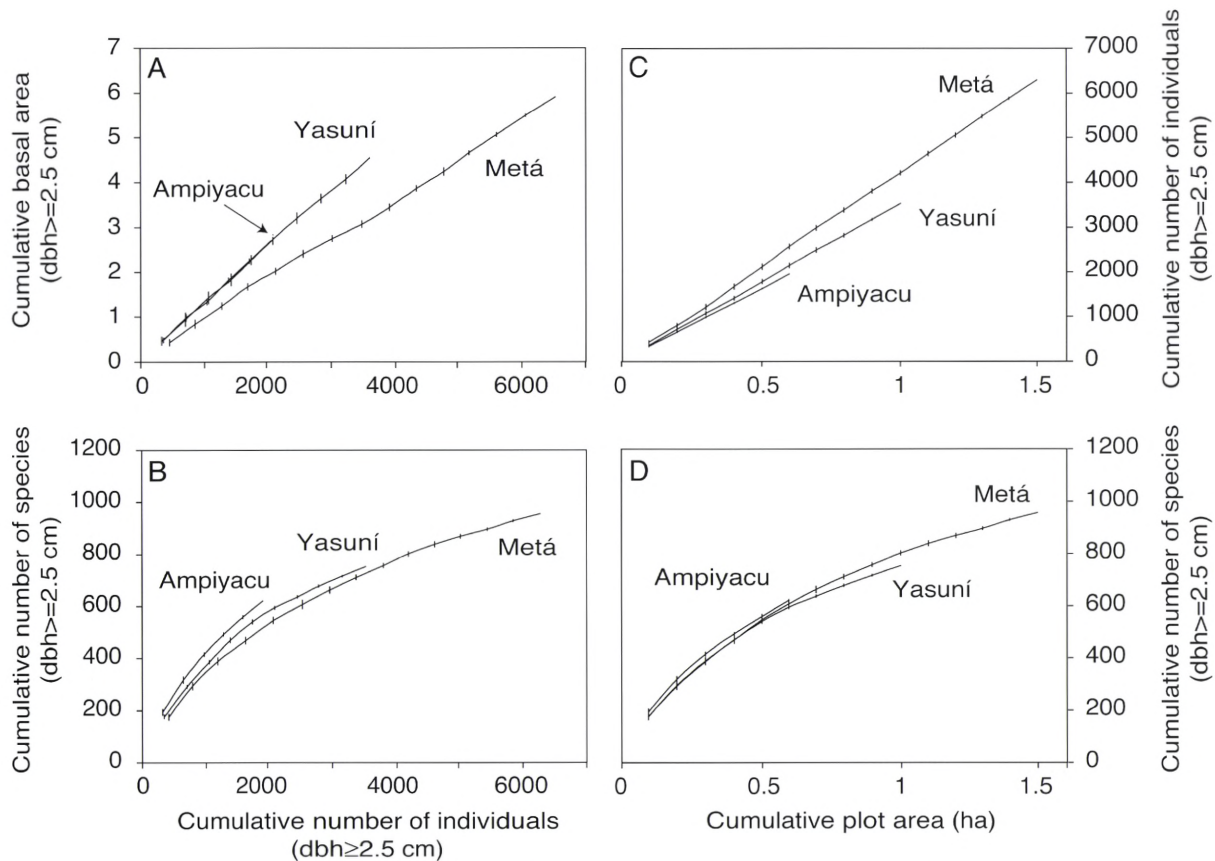 A
7
6
5
4
3
2
1
0
Cumulative basal area
(dbh>=2.5 cm)
Yasuní
Ampiyacu
Metá
0 2000 4000 6000
C
7000
6000
5000
4000
3000
2000
1000
0
Cumulative number of individuals
(dbh>=2.5 cm)
Metá
Yasuní
Ampiyacu
0 0.5 1 1.5
B
1200
1000
800
600
400
200
0
Cumulative number of species
(dbh>=2.5 cm)
Yasuní
Ampiyacu
Metá
0 2000 4000 6000
Cumulative number of individuals
(dbh≥2.5 cm)
D
1200
1000
800
600
400
200
0
Cumulative number of species
(dbh>=2.5 cm)
Metá
Ampiyacu
Yasuní
0 0.5 1 1.5
Cumulative plot area (ha)